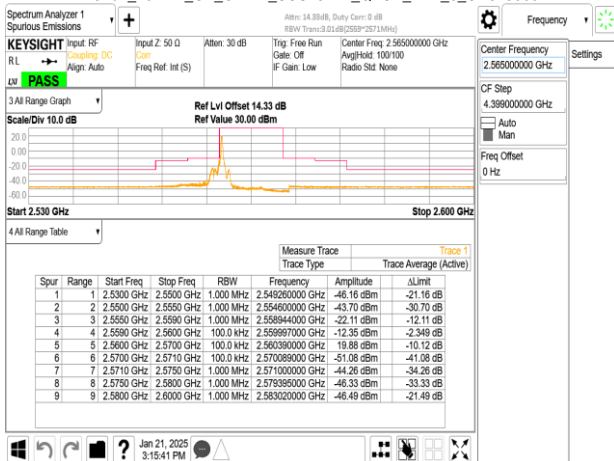 Spectrum Analyzer 1
Spurious Emissions
Attn: 14.33dB, Duty Corr: 0 dB
RBW Trans:3.01dB(2559~2571MHz)
Frequency
KEYSIGHT
RL
LXI
PASS
Input: RF
Coupling: DC
Align: Auto
Input Z: 50 Ω
Corr
Freq Ref: Int (S)
Atten: 30 dB
Trig: Free Run
Gate: Off
IF Gain: Low
Center Freq: 2.565000000 GHz
Avg|Hold: 100/100
Radio Std: None
Center Frequency
2.565000000 GHz
Settings
CF Step
4.399000000 GHz
Auto
Man
Freq Offset
0 Hz
3 All Range Graph
Scale/Div 10.0 dB
Ref Lvl Offset 14.33 dB
Ref Value 30.00 dBm
20.0
0.00
-20.0
-40.0
-60.0
Start 2.530 GHz
Stop 2.600 GHz
4 All Range Table
Measure Trace Trace 1
Trace Type Trace Average (Active)
Spur Range Start Freq Stop Freq RBW Frequency Amplitude ΔLimit
1 1 2.5300 GHz 2.5500 GHz 1.000 MHz 2.549260000 GHz -46.16 dBm -21.16 dB
2 2 2.5500 GHz 2.5550 GHz 1.000 MHz 2.554600000 GHz -43.70 dBm -30.70 dB
3 3 2.5550 GHz 2.5590 GHz 1.000 MHz 2.558944000 GHz -22.11 dBm -12.11 dB
4 4 2.5590 GHz 2.5600 GHz 100.0 kHz 2.559997000 GHz -12.35 dBm -2.349 dB
5 5 2.5600 GHz 2.5700 GHz 100.0 kHz 2.560390000 GHz 19.88 dBm -10.12 dB
6 6 2.5700 GHz 2.5710 GHz 100.0 kHz 2.570089000 GHz -51.08 dBm -41.08 dB
7 7 2.5710 GHz 2.5750 GHz 1.000 MHz 2.571000000 GHz -44.26 dBm -34.26 dB
8 8 2.5750 GHz 2.5800 GHz 1.000 MHz 2.579395000 GHz -46.33 dBm -33.33 dB
9 9 2.5800 GHz 2.6000 GHz 1.000 MHz 2.583020000 GHz -46.49 dBm -21.49 dB
?
Jan 21, 2025
3:15:41 PM